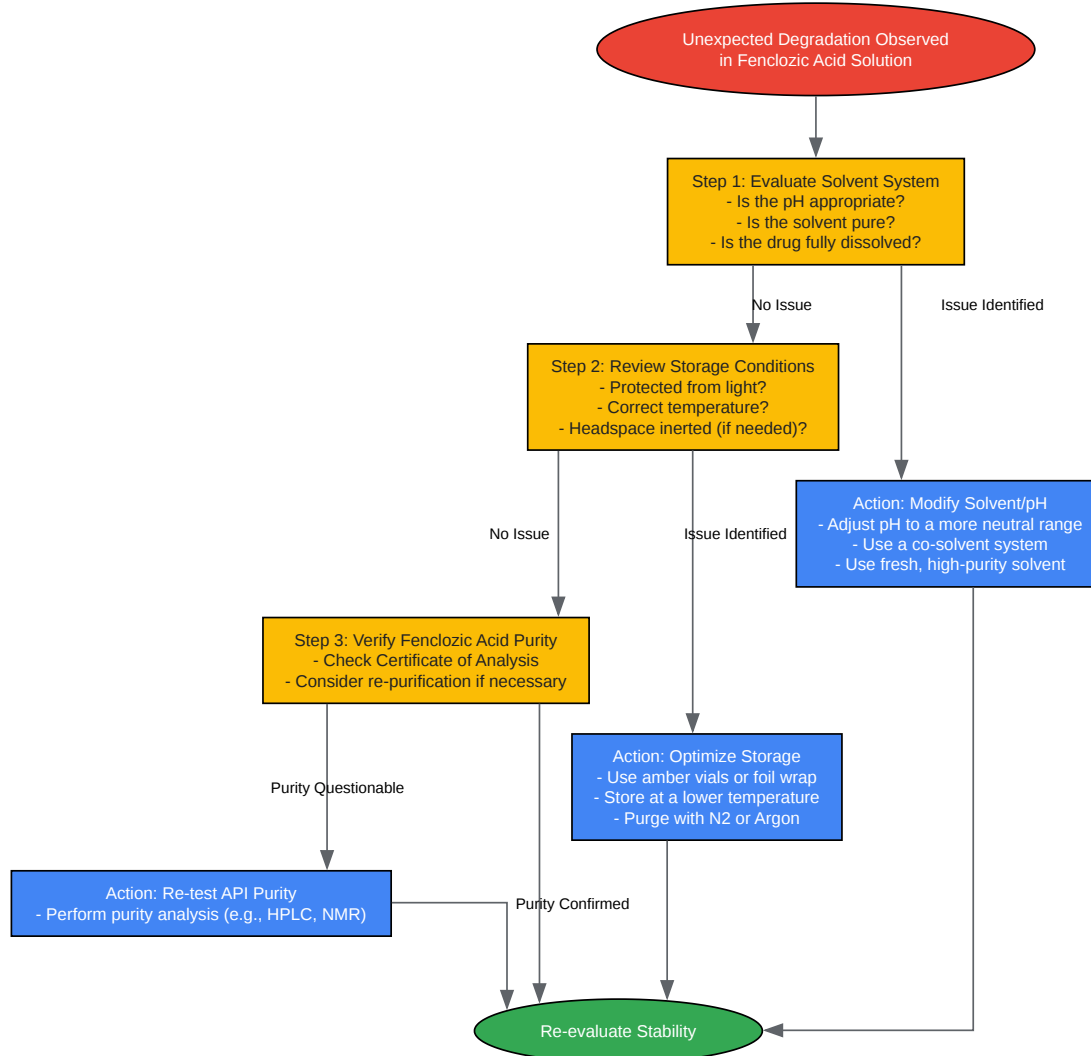 Unexpected Degradation Observed
in Fenclozic Acid Solution
Step 1: Evaluate Solvent System
- Is the pH appropriate?
- Is the solvent pure?
- Is the drug fully dissolved?
No Issue
Issue Identified
Step 2: Review Storage Conditions
- Protected from light?
- Correct temperature?
- Headspace inerted (if needed)?
Action: Modify Solvent/pH
- Adjust pH to a more neutral range
- Use a co-solvent system
- Use fresh, high-purity solvent
No Issue
Issue Identified
Step 3: Verify Fenclozic Acid Purity
- Check Certificate of Analysis
- Consider re-purification if necessary
Action: Optimize Storage
- Use amber vials or foil wrap
- Store at a lower temperature
- Purge with N2 or Argon
Purity Questionable
Action: Re-test API Purity
- Perform purity analysis (e.g., HPLC, NMR)
Purity Confirmed
Re-evaluate Stability